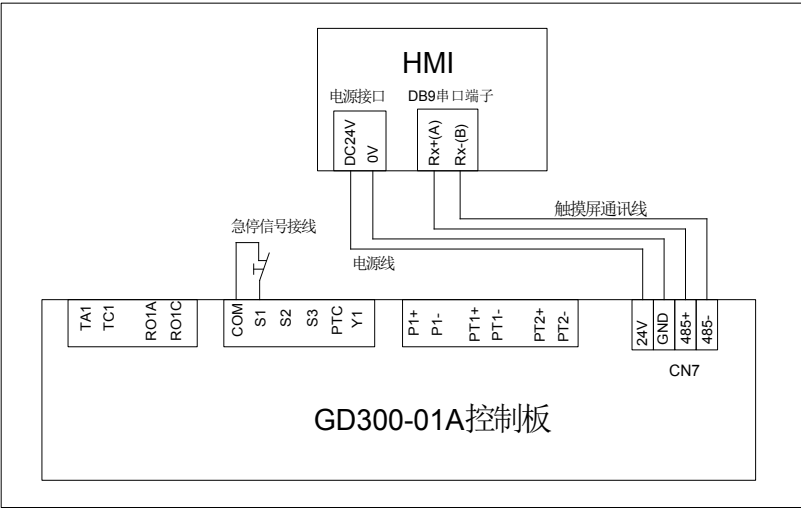 HMI
电源接口
DB9串口端子
DC24V
0V
Rx+(A)
Rx-(B)
触摸屏通讯线
急停信号接线
电源线
TA1
TC1
RO1A
RO1C
COM
S1
S2
S3
PTC
Y1
P1+
P1-
PT1+
PT1-
PT2+
PT2-
24V
GND
485+
485-
CN7
GD300-01A控制板